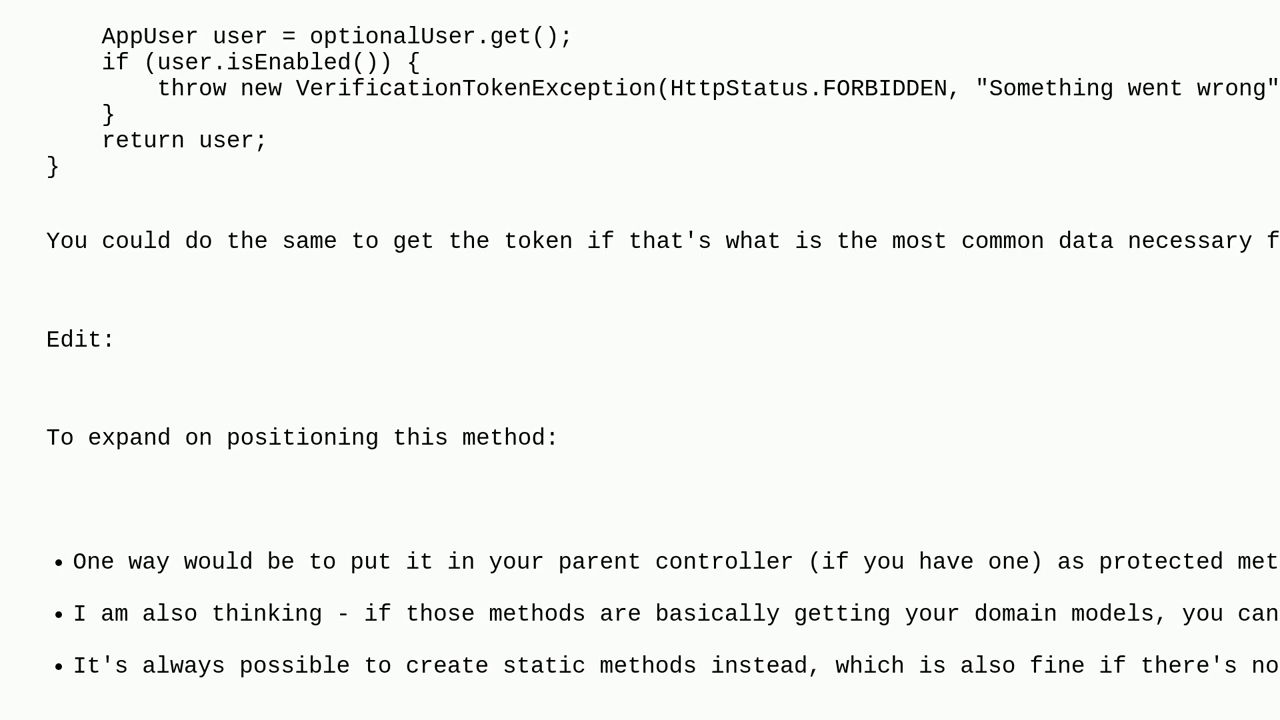 AppUser user = optionalUser.get();
if (user.isEnabled()) {
throw new VerificationTokenException(HttpStatus.FORBIDDEN, "Something went wrong"
}
return user;
}
You could do the same to get the token if that's what is the most common data necessary f
Edit:
To expand on positioning this method:
• One way would be to put it in your parent controller (if you have one) as protected met
• I am also thinking - if those methods are basically getting your domain models, you can
• It's always possible to create static methods instead, which is also fine if there's no